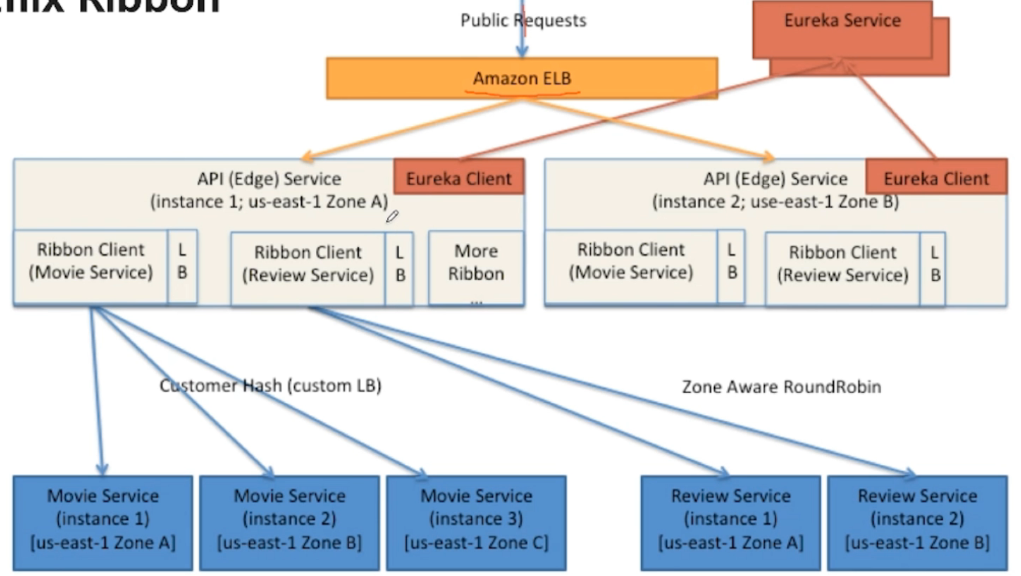 Ribbon
Public Requests
Eureka Service
Amazon ELB
API (Edge) Service
(instance 1; us-east-1 Zone A)
Eureka Client
API (Edge) Service
(instance 2; use-east-1 Zone B)
Eureka Client
Ribbon Client
(Movie Service)
L
B
Ribbon Client
(Review Service)
L
B
More
Ribbon
...
Ribbon Client
(Movie Service)
L
B
Ribbon Client
(Review Service)
L
B
Customer Hash (custom LB)
Zone Aware RoundRobin
Movie Service
(instance 1)
[us-east-1 Zone A]
Movie Service
(instance 2)
[us-east-1 Zone B]
Movie Service
(instance 3)
[us-east-1 Zone C]
Review Service
(instance 1)
[us-east-1 Zone A]
Review Service
(instance 2)
[us-east-1 Zone B]